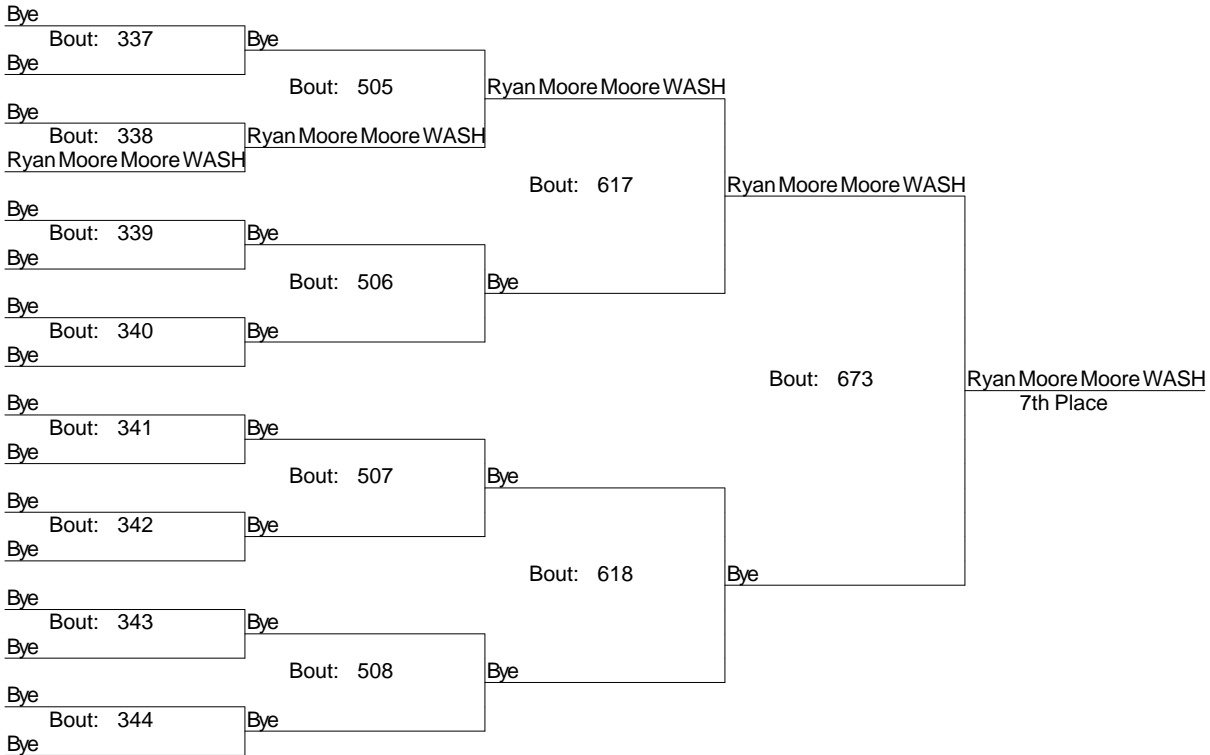 Bye
Bout: 337 Bye
Bye
Bout: 505 Ryan Moore Moore WASH
Bye
Bout: 338 Ryan Moore Moore WASH
Ryan Moore Moore WASH
Bout: 617 Ryan Moore Moore WASH
Bye
Bout: 339 Bye
Bye
Bout: 506 Bye
Bye
Bout: 340 Bye
Bye
Bout: 673 Ryan Moore Moore WASH
7th Place
Bye
Bout: 341 Bye
Bye
Bout: 507 Bye
Bye
Bout: 342 Bye
Bye
Bout: 618 Bye
Bye
Bout: 343 Bye
Bye
Bout: 508 Bye
Bye
Bout: 344 Bye
Bye